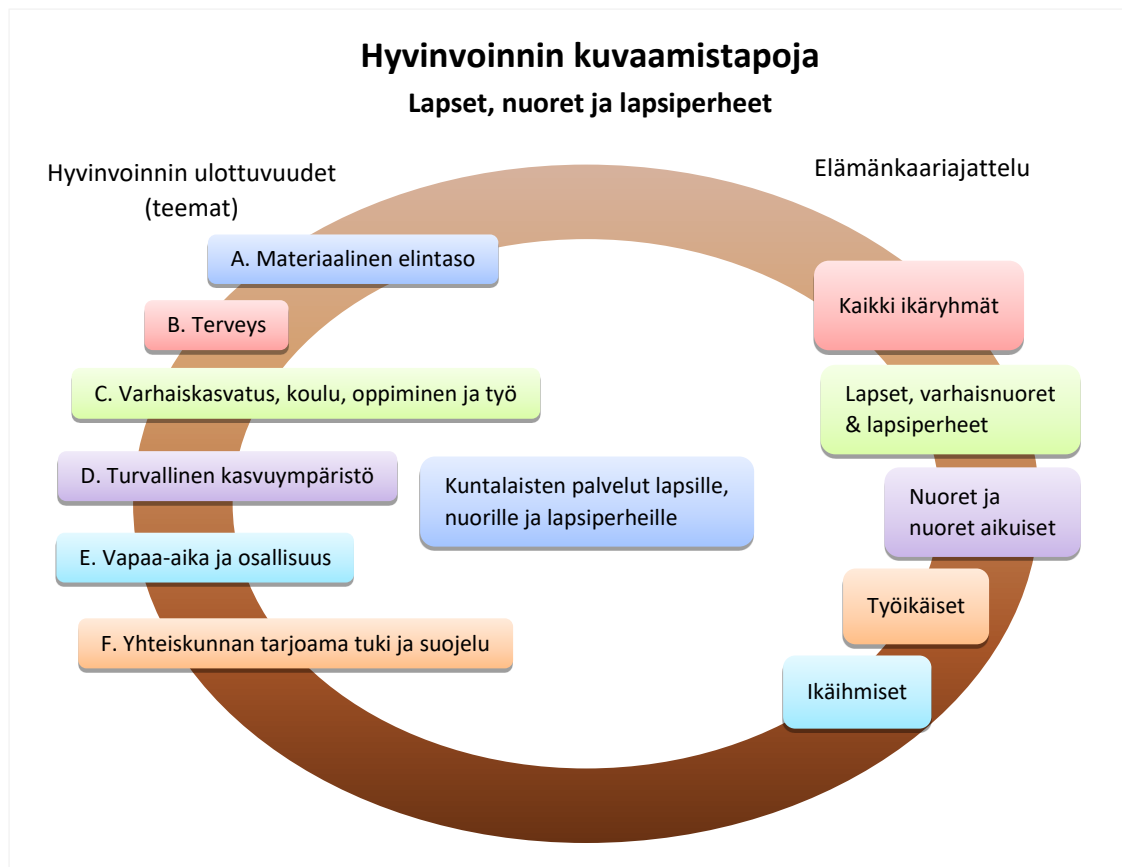 Hyvinvoinnin kuvaamistapoja
Lapset, nuoret ja lapsiperheet
Hyvinvoinnin ulottuvuudet
(teemat)
A. Materiaalinen elintaso
B. Terveys
C. Varhaiskasvatus, koulu, oppiminen ja työ
D. Turvallinen kasvuympäristö
E. Vapaa-aika ja osallisuus
F. Yhteiskunnan tarjoama tuki ja suojelu
Kuntalaisten palvelut lapsille,
nuorille ja lapsiperheille
Elämänkaariajattelu
Kaikki ikäryhmät
Lapset, varhaisnuoret
& lapsiperheet
Nuoret ja
nuoret aikuiset
Työikäiset
Ikäihmiset